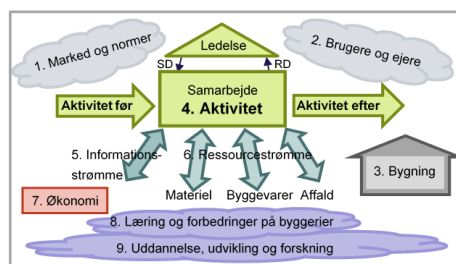 Ledelse
1. Marked og normer
2. Brugere og ejere
SD
RD
Samarbejde
Aktivitet før
4. Aktivitet
Aktivitet efter
5. Informations-
strømme
6. Ressourcestrømme
3. Bygning
7. Økonomi
Materiel
Byggevarer
Affald
8. Læring og forbedringer på byggerier
9. Uddannelse, udvikling og forskning